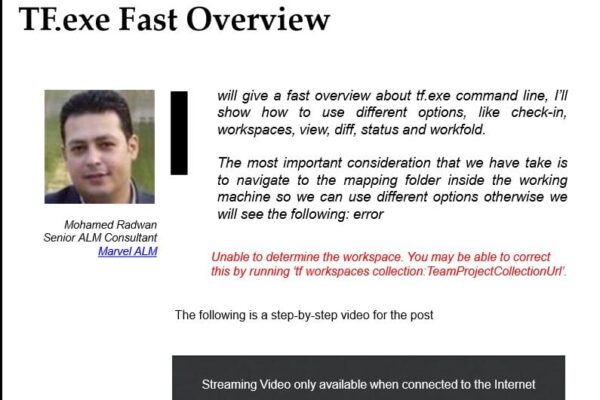 TF.exe Fast Overview
I will give a fast overview about tf.exe command line, I'll
show how to use different options, like check-in,
workspaces, view, diff, status and workfold.
The most important consideration that we have take is
to navigate to the mapping folder inside the working
machine so we can use different options otherwise we
will see the following: error
Mohamed Radwan
Senior ALM Consultant
Marvel ALM
Unable to determine the workspace. You may be able to correct
this by running 'tf workspaces collection:TeamProjectCollectionUrl'.
The following is a step-by-step video for the post
Streaming Video only available when connected to the Internet